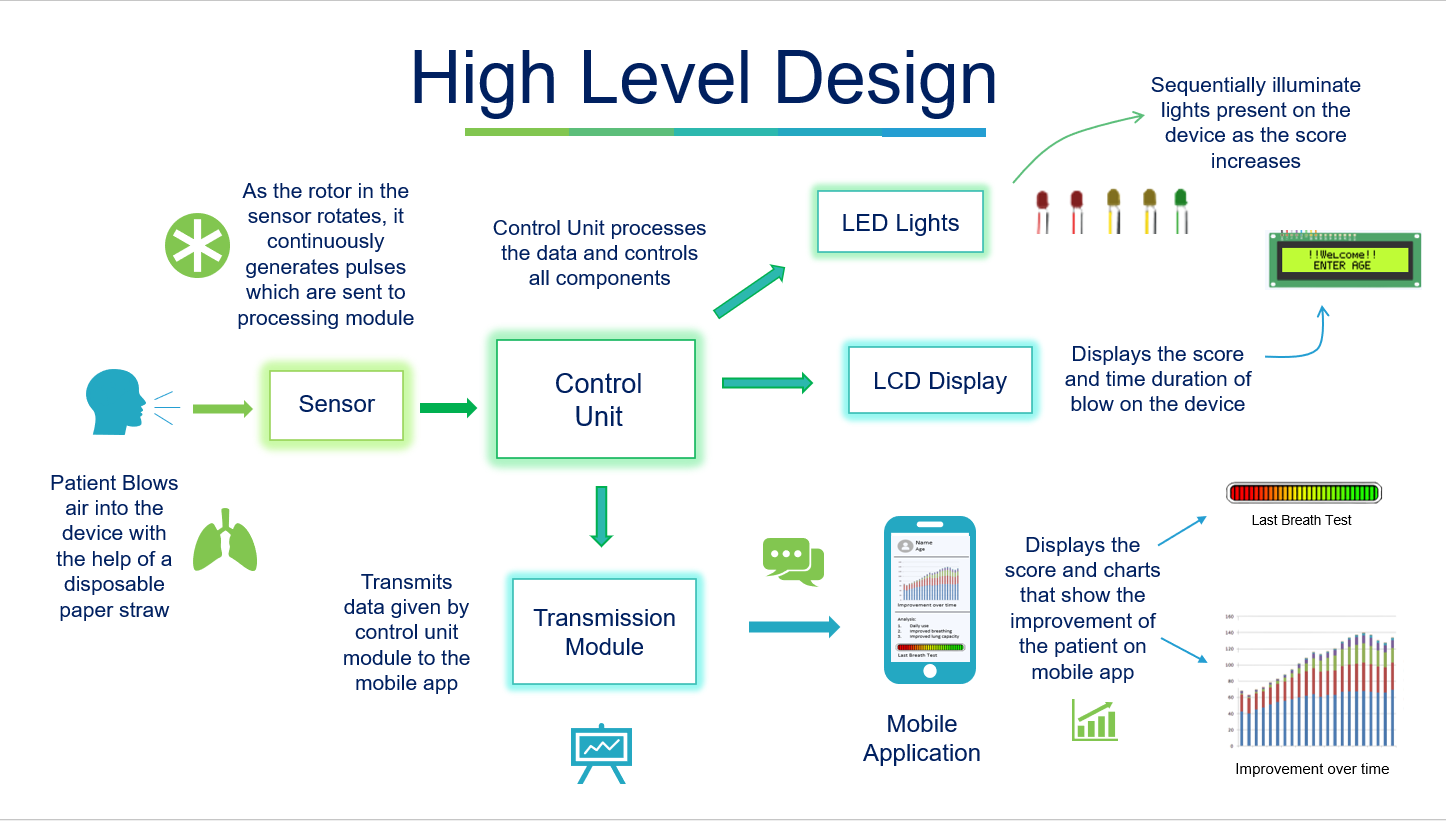 High Level Design
Sequentially illuminate
lights present on the
device as the score
increases
As the rotor in the
sensor rotates, it
continuously
generates pulses
which are sent to
processing module
Control Unit processes
the data and controls
all components
LED Lights
!!Welcome!!
ENTER AGE
Sensor
Control
Unit
LCD Display
Displays the score
and time duration of
blow on the device
Patient Blows
air into the
device with
the help of a
disposable
paper straw
Transmits
data given by
control unit
module to the
mobile app
Transmission
Module
Name
Age
Improvement over time
Analysis:
1. Daily use
2. Improved breathing
3. Improved lung capacity
Last Breath Test
Mobile
Application
Displays the
score and charts
that show the
improvement of
the patient on
mobile app
Last Breath Test
160
140
120
100
80
60
40
20
0
Improvement over time